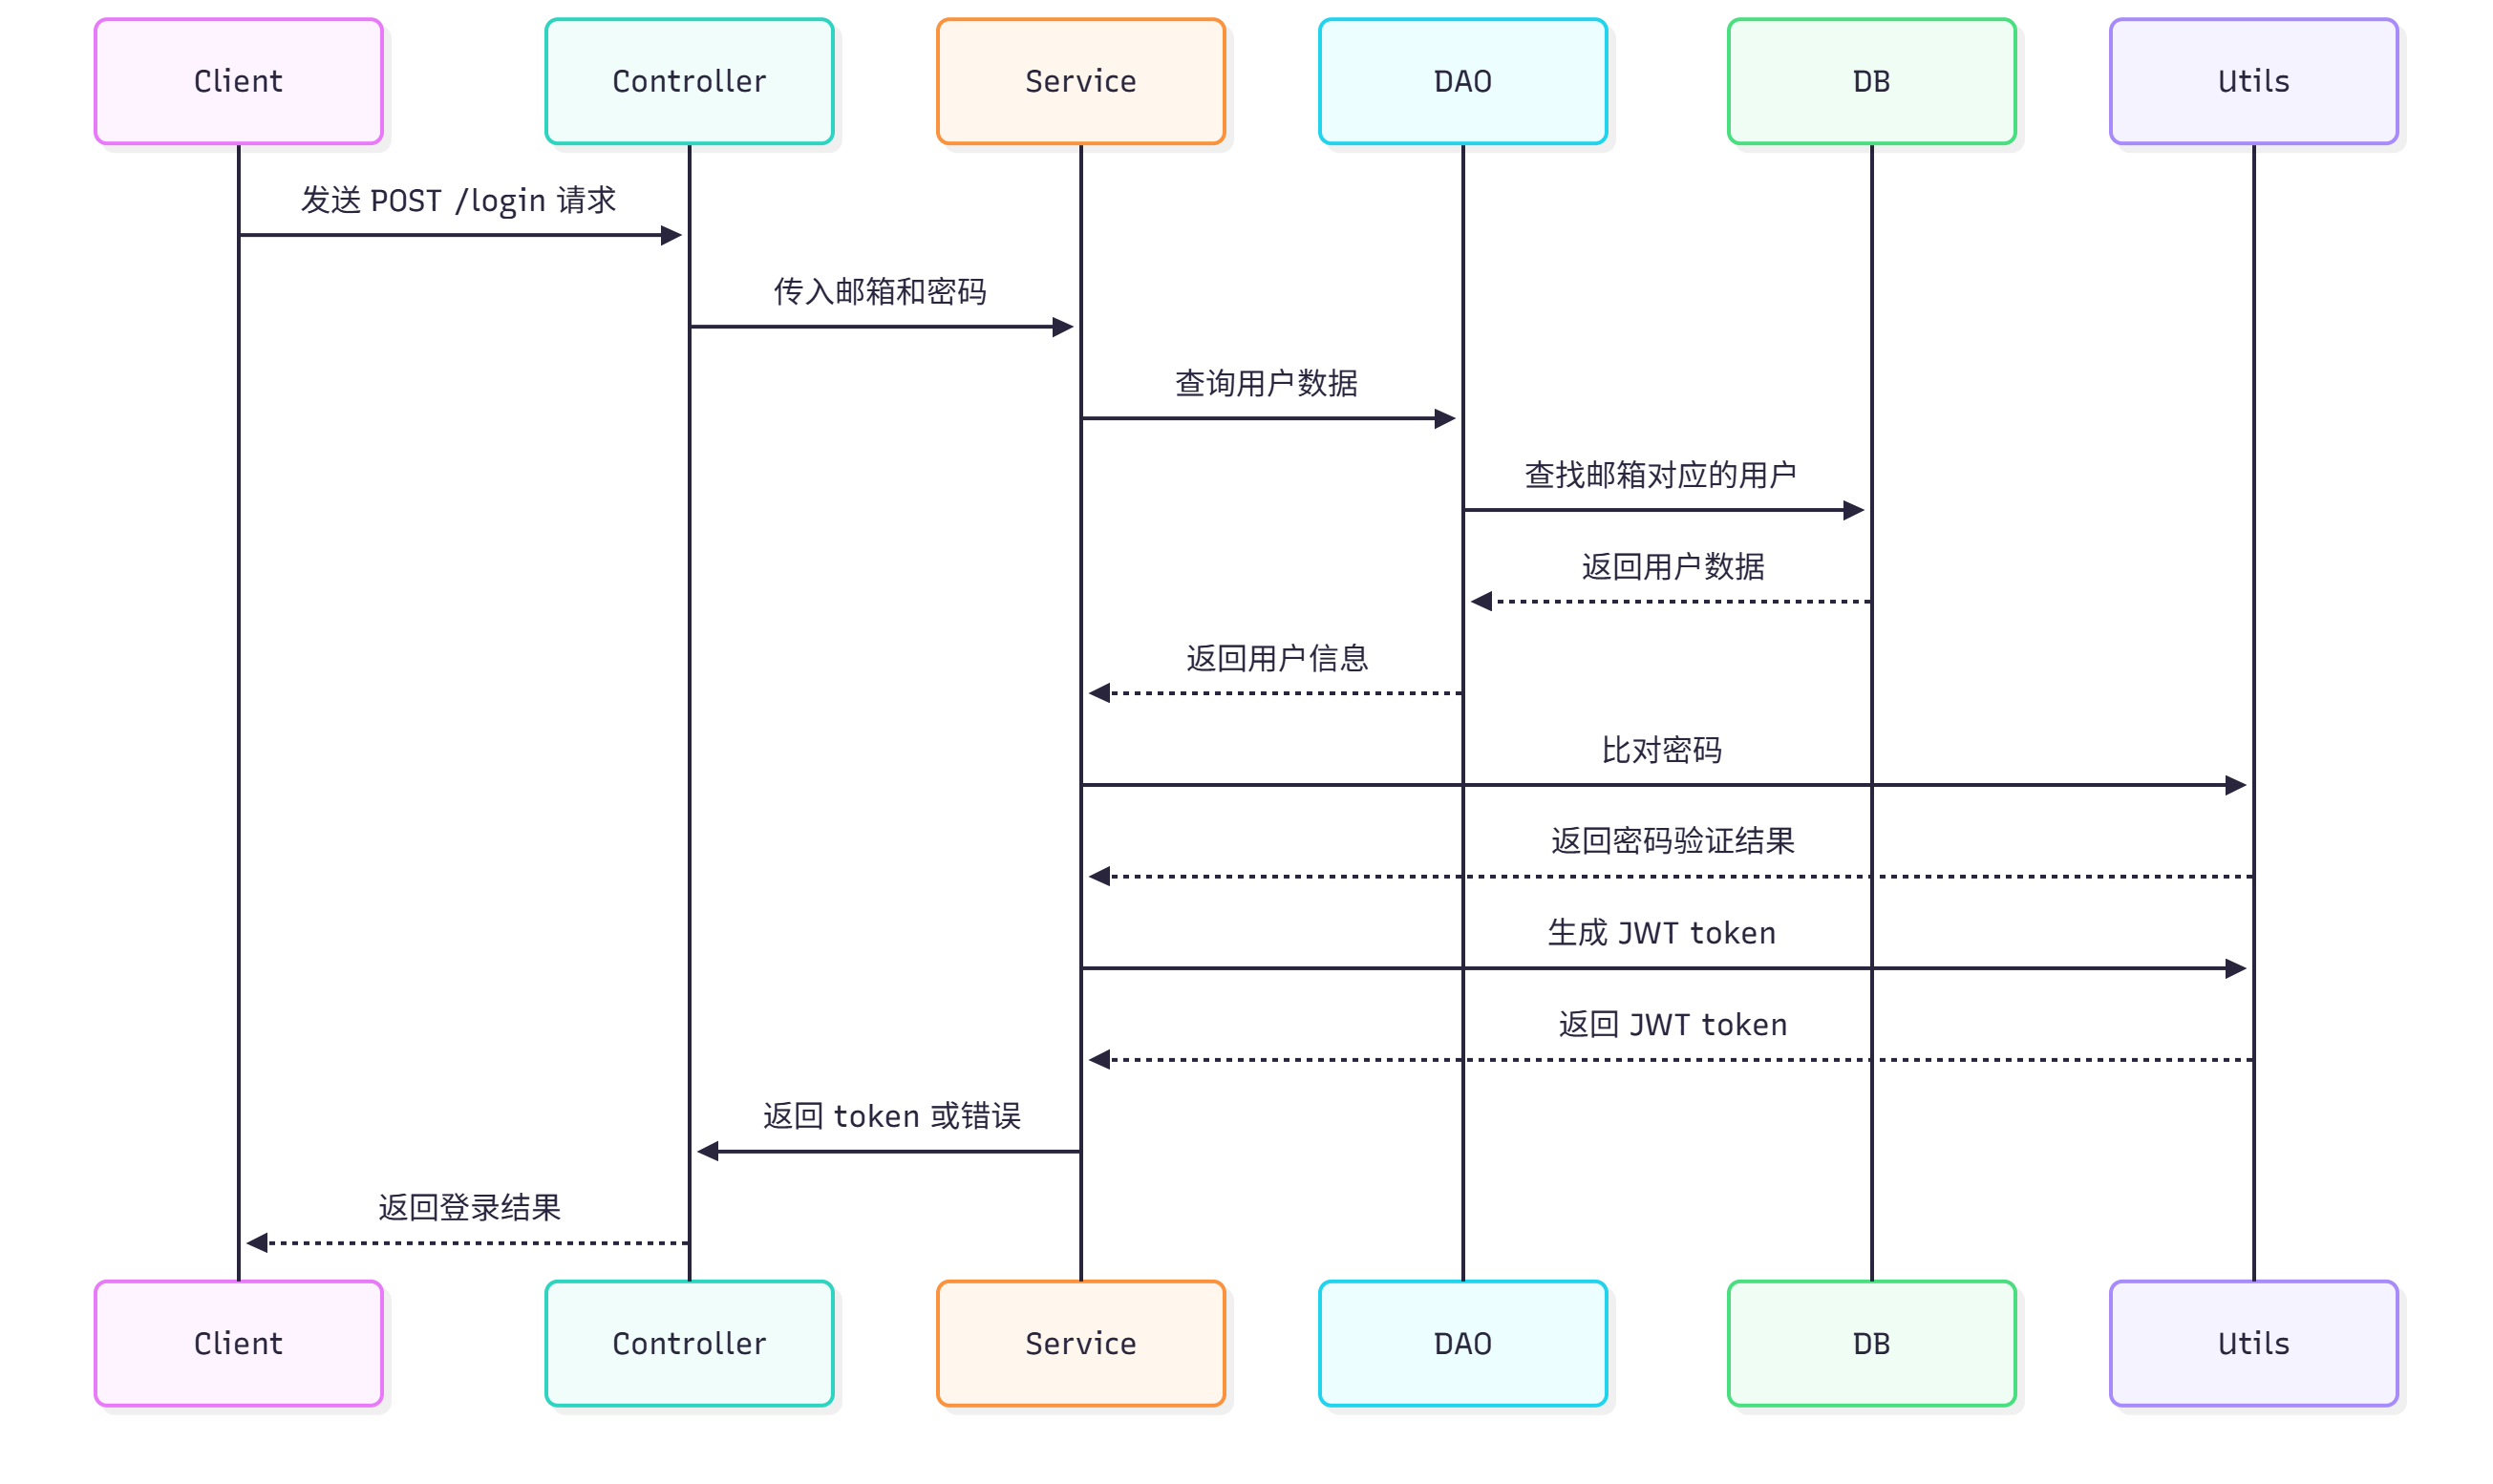 Client
Controller
Service
DAO
DB
Utils
发送 POST /login 请求
传入邮箱和密码
查询用户数据
查找邮箱对应的用户
返回用户数据
返回用户信息
比对密码
返回密码验证结果
生成 JWT token
返回 JWT token
返回 token 或错误
返回登录结果
Client
Controller
Service
DAO
DB
Utils